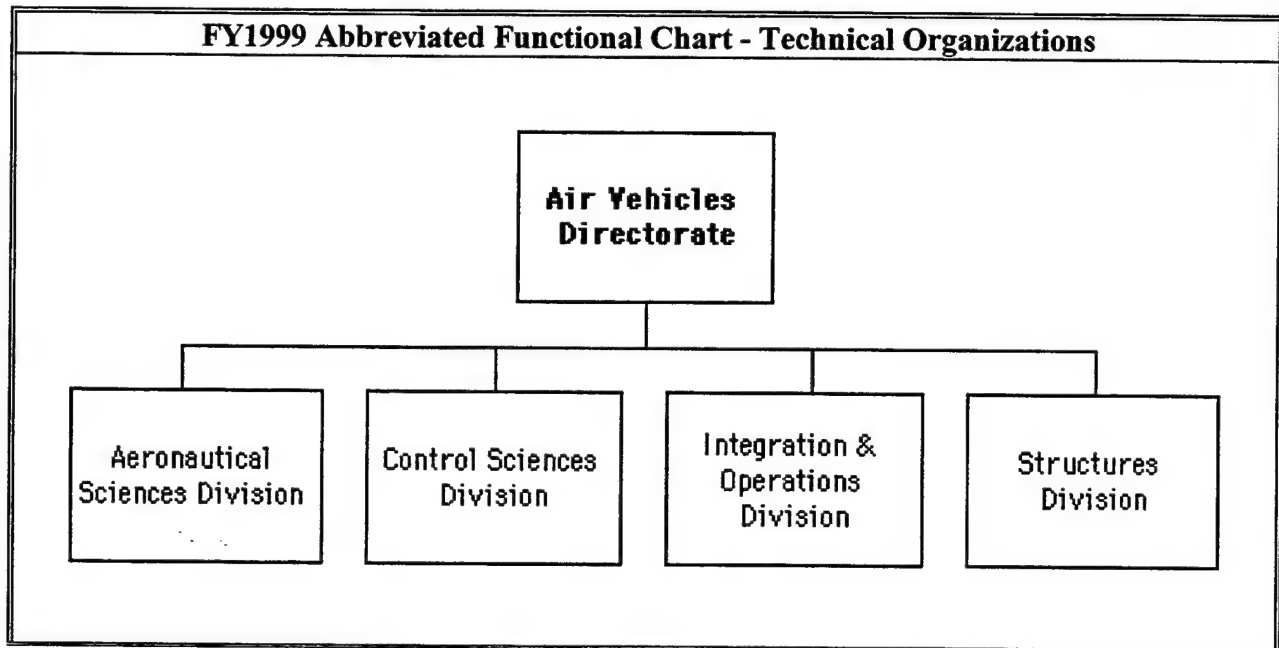 FY1999 Abbreviated Functional Chart - Technical Organizations
Air Vehicles
Directorate
Aeronautical
Sciences Division
Control Sciences
Division
Integration &
Operations
Division
Structures
Division